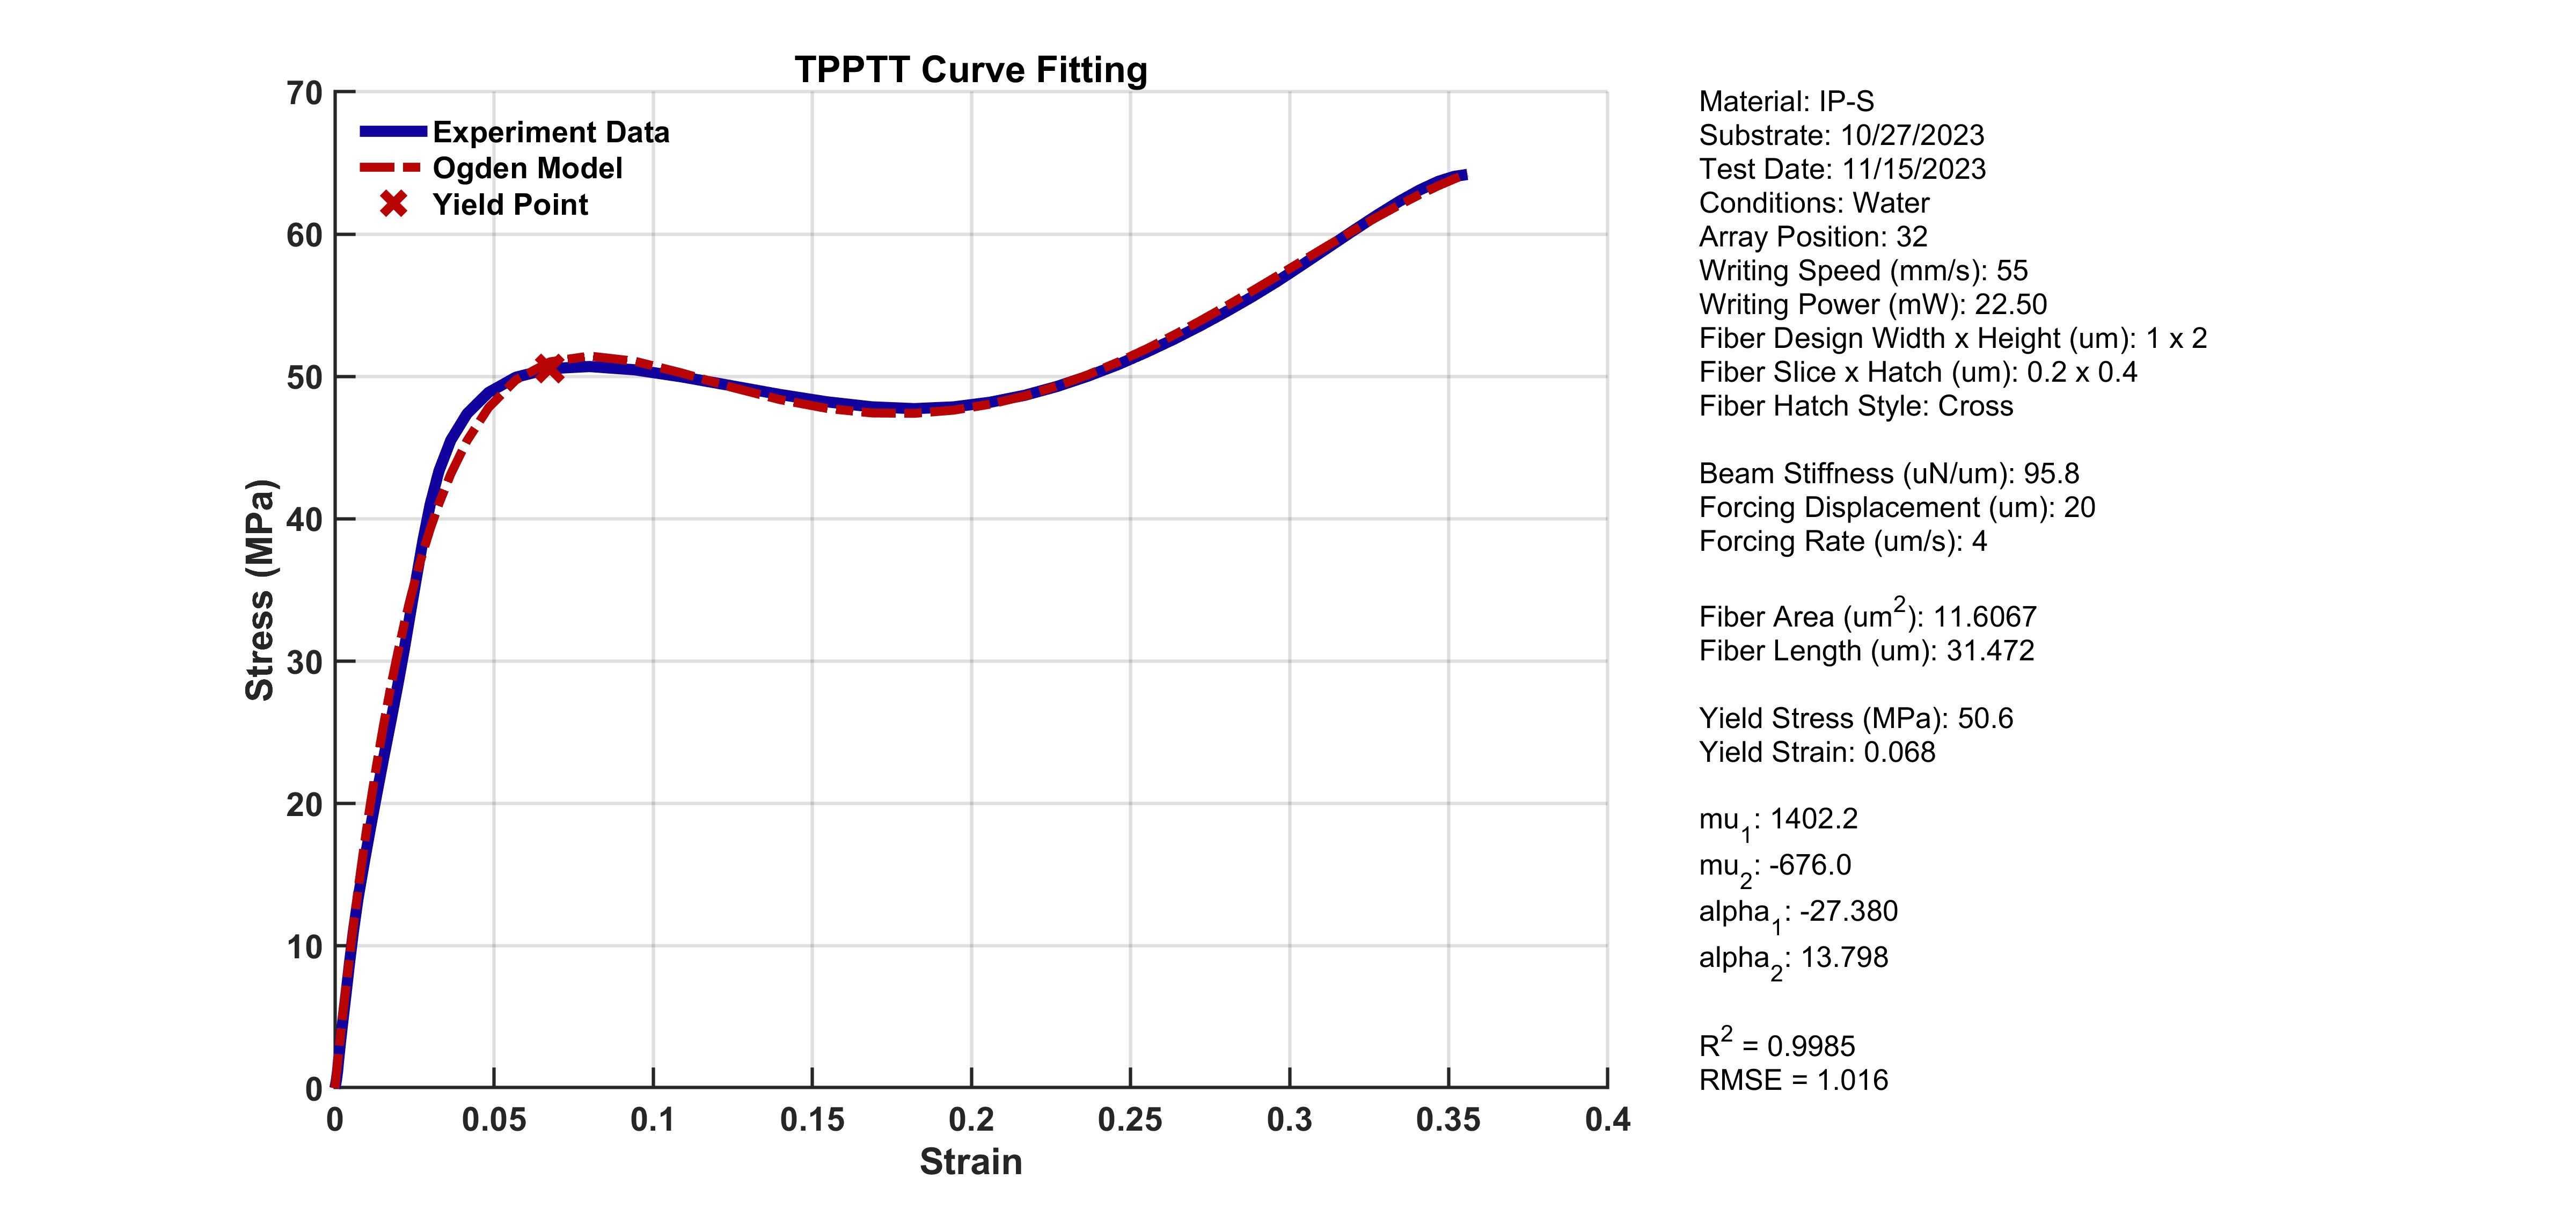 TPPTT Curve Fitting
70
60
50
40
30
20
10
0
Stress (MPa)
Experiment Data
Ogden Model
Yield Point
0 0.05 0.1 0.15 0.2 0.25 0.3 0.35 0.4
Strain
Material: IP-S
Substrate: 10/27/2023
Test Date: 11/15/2023
Conditions: Water
Array Position: 32
Writing Speed (mm/s): 55
Writing Power (mW): 22.50
Fiber Design Width x Height (um): 1 x 2
Fiber Slice x Hatch (um): 0.2 x 0.4
Fiber Hatch Style: Cross
Beam Stiffness (uN/um): 95.8
Forcing Displacement (um): 20
Forcing Rate (um/s): 4
Fiber Area (um²): 11.6067
Fiber Length (um): 31.472
Yield Stress (MPa): 50.6
Yield Strain: 0.068
mu₁: 1402.2
mu₂: -676.0
alpha₁: -27.380
alpha₂: 13.798
R² = 0.9985
RMSE = 1.016